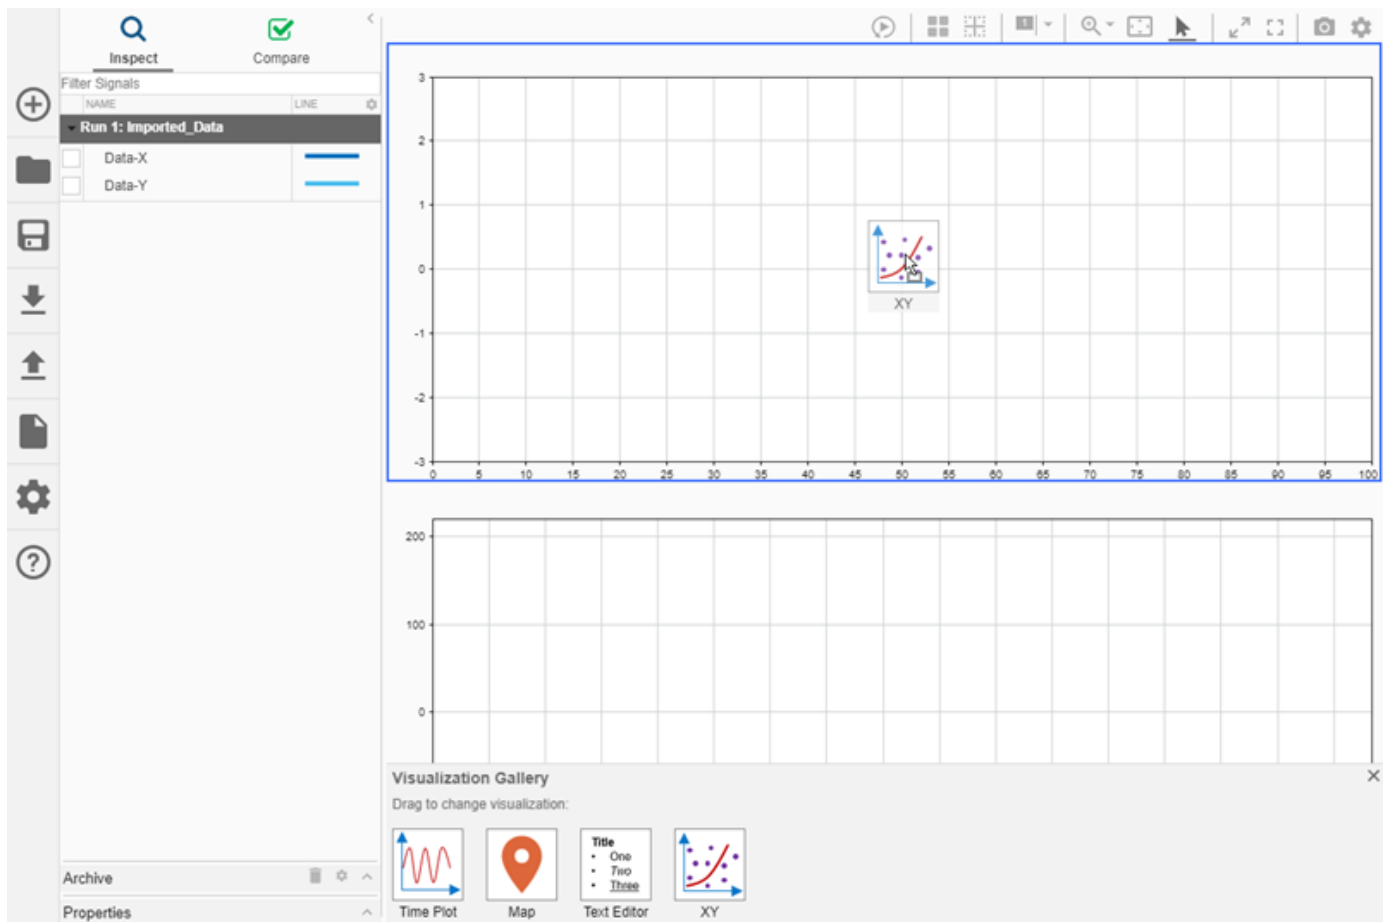 Inspect
Compare
Filter Signals
NAME
LINE
Run 1: Imported_Data
Data-X
Data-Y
Archive
Properties
1
3
2
1
0
-1
-2
-3
0 5 10 15 20 25 30 35 40 45 50 55 60 65 70 75 80 85 90 95 100
XY
200
100
0
Visualization Gallery
Drag to change visualization:
Title
One
Two
Three
Time Plot
Map
Text Editor
XY